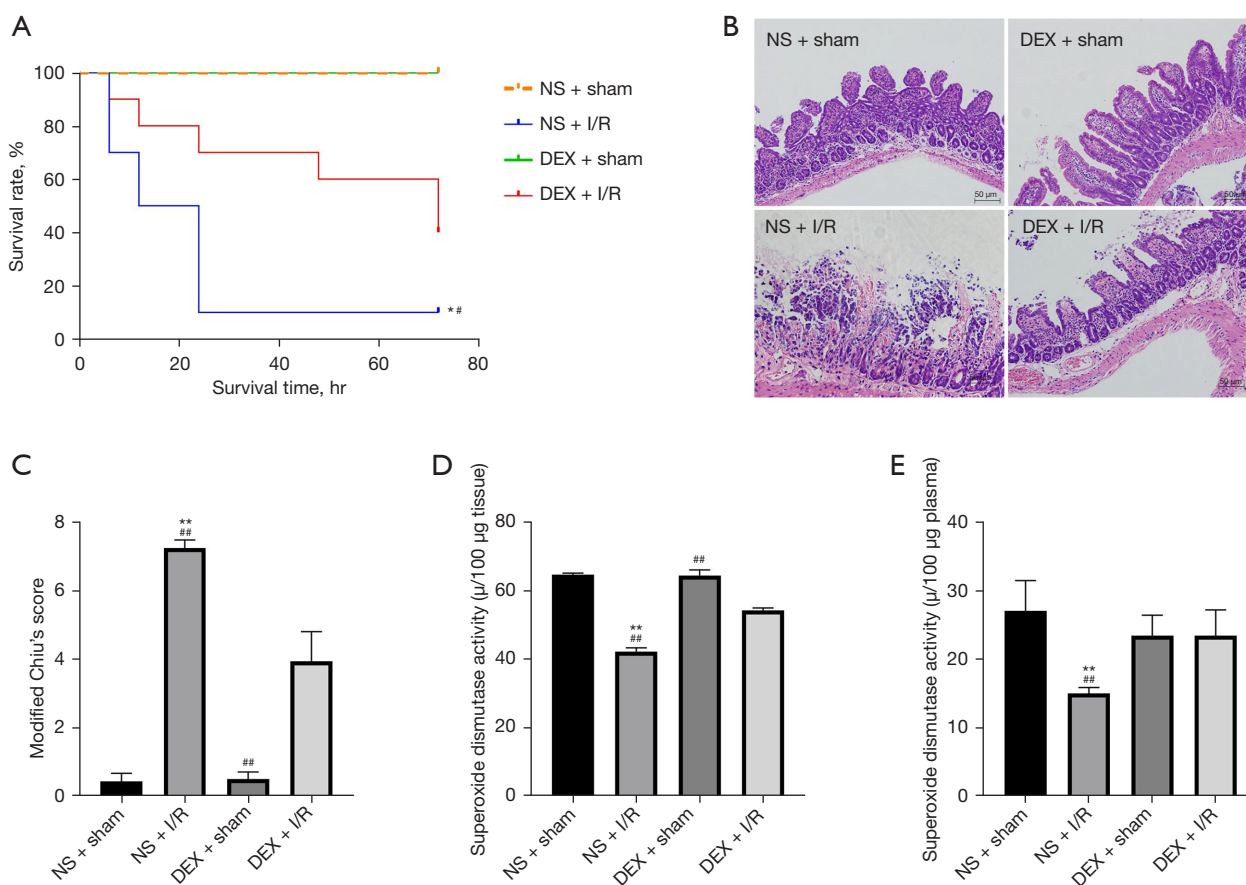 A
Survival rate, %
100
80
60
40
20
0
* #
0
20
40
60
80
Survival time, hr
NS + sham
NS + I/R
DEX + sham
DEX + I/R
B
NS + sham
50 µm
DEX + sham
50 µm
NS + I/R
DEX + I/R
50 µm
C
Modified Chiu's score
8
6
4
2
0
**
##
##
NS + sham
NS + I/R
DEX + sham
DEX + I/R
D
Superoxide dismutase activity (µ/100 µg tissue)
80
60
40
20
0
**
##
##
NS + sham
NS + I/R
DEX + sham
DEX + I/R
E
Superoxide dismutase activity (µ/100 µg plasma)
40
30
20
10
0
**
##
NS + sham
NS + I/R
DEX + sham
DEX + I/R